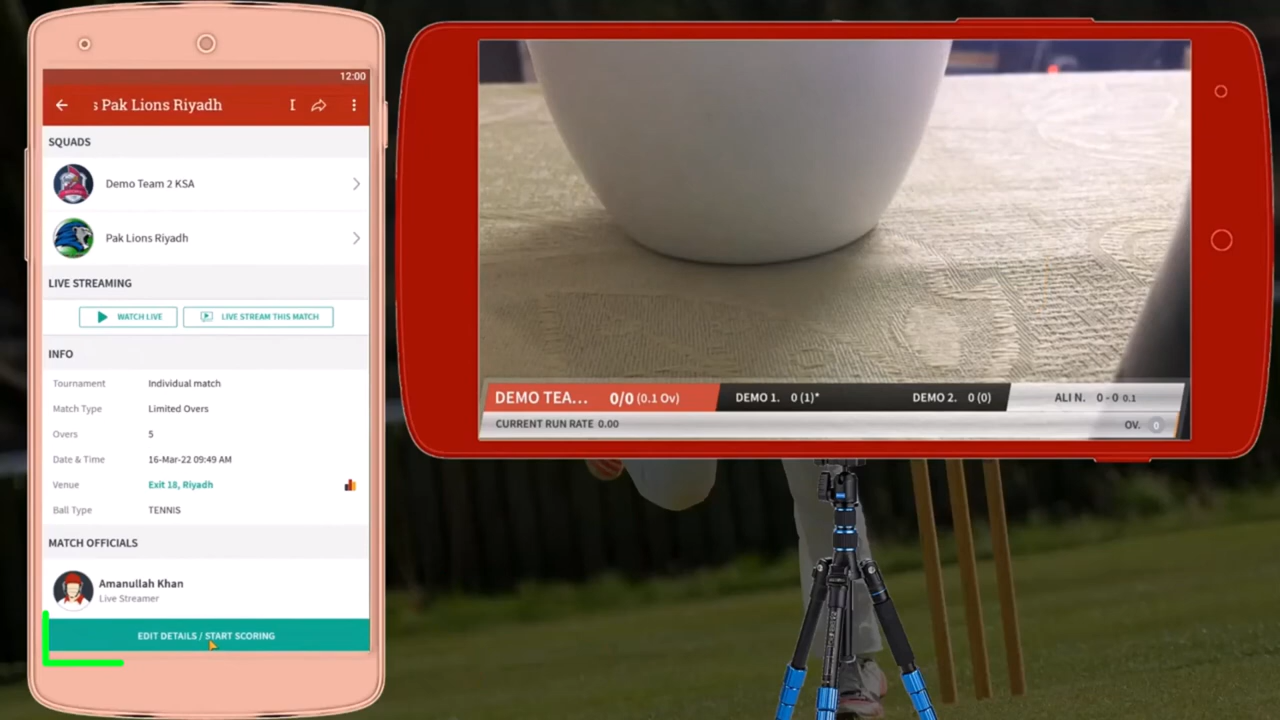 12:00
s Pak Lions Riyadh
SQUADS
Demo Team 2 KSA
Pak Lions Riyadh
LIVE STREAMING
WATCH LIVE
LIVE STREAM THIS MATCH
INFO
Tournament Individual match
Match Type Limited Overs
Overs 5
Date & Time 16-Mar-22 09:49 AM
Venue Exit 18, Riyadh
Ball Type TENNIS
MATCH OFFICIALS
Amanullah Khan
Live Streamer
EDIT DETAILS / START SCORING
DEMO TEA... 0/0 (0.1 Ov) DEMO 1. 0 (1)* DEMO 2. 0 (0) ALI N. 0 - 0 0.1
CURRENT RUN RATE 0.00 OV. 0